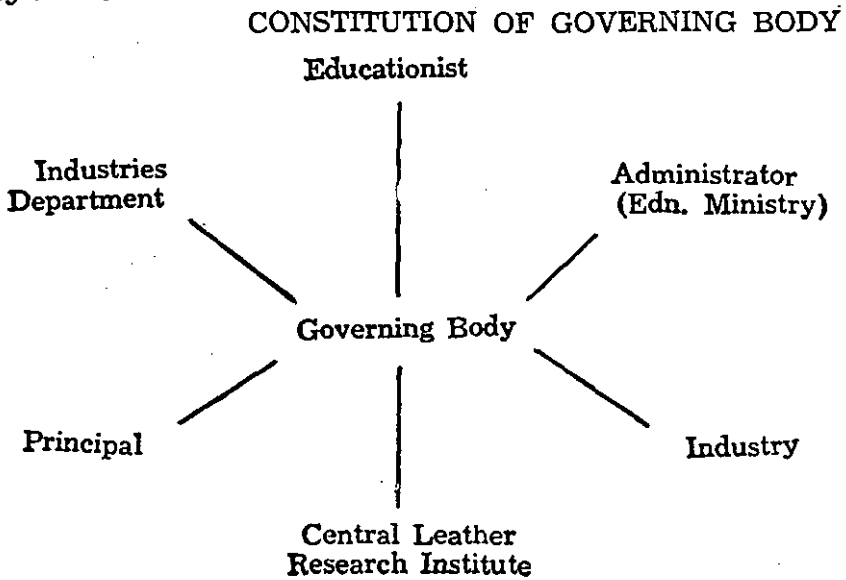 CONSTITUTION OF GOVERNING BODY
Educationist
Industries
Department
Administrator
(Edn. Ministry)
Governing Body
Principal
Industry
Central Leather
Research Institute